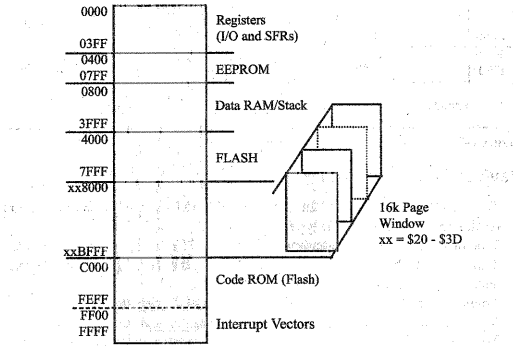 0000
Registers
(I/O and SFRs)
03FF
0400
EEPROM
07FF
0800
Data RAM/Stack
3FFF
4000
FLASH
7FFF
xx8000
16k Page
Window
xx = $20 - $3D
xxBFFF
C000
Code ROM (Flash)
FEFF
FF00
Interrupt Vectors
FFFF